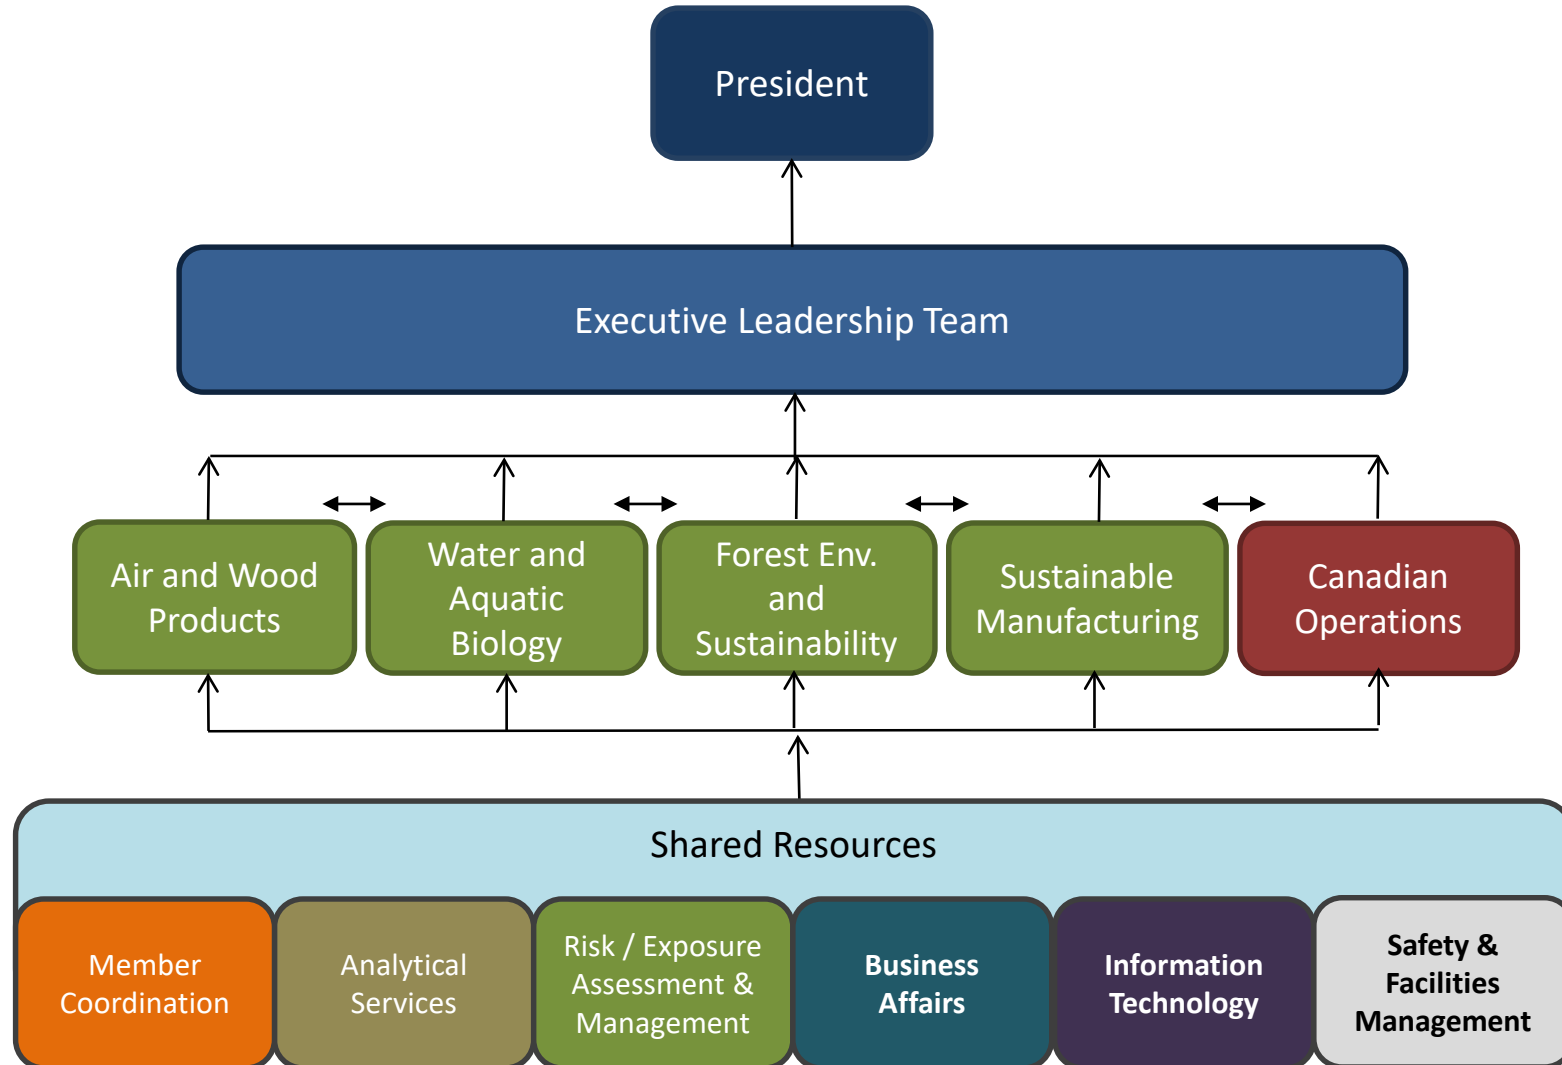 President
Executive Leadership Team
Air and Wood
Products
Water and
Aquatic
Biology
Forest Env.
and
Sustainability
Sustainable
Manufacturing
Canadian
Operations
Shared Resources
Member
Coordination
Analytical
Services
Risk / Exposure
Assessment &
Management
Business
Affairs
Information
Technology
Safety &
Facilities
Management